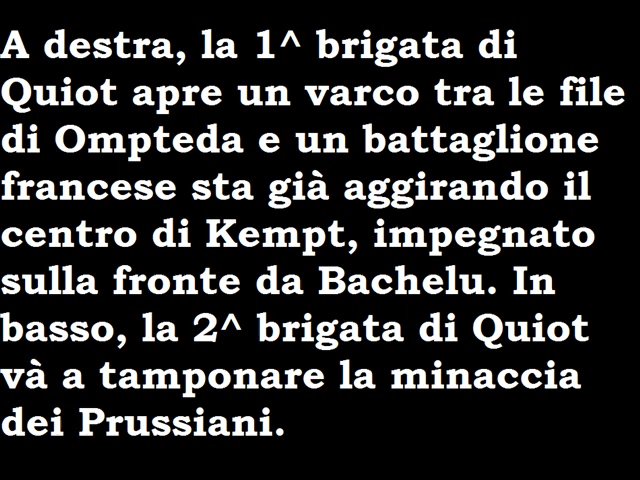 A destra, la 1^ brigata di
Quiot apre un varco tra le file
di Ompteda e un battaglione
francese sta già aggirando il
centro di Kempt, impegnato
sulla fronte da Bachelu. In
basso, la 2^ brigata di Quiot
và a tamponare la minaccia
dei Prussiani.